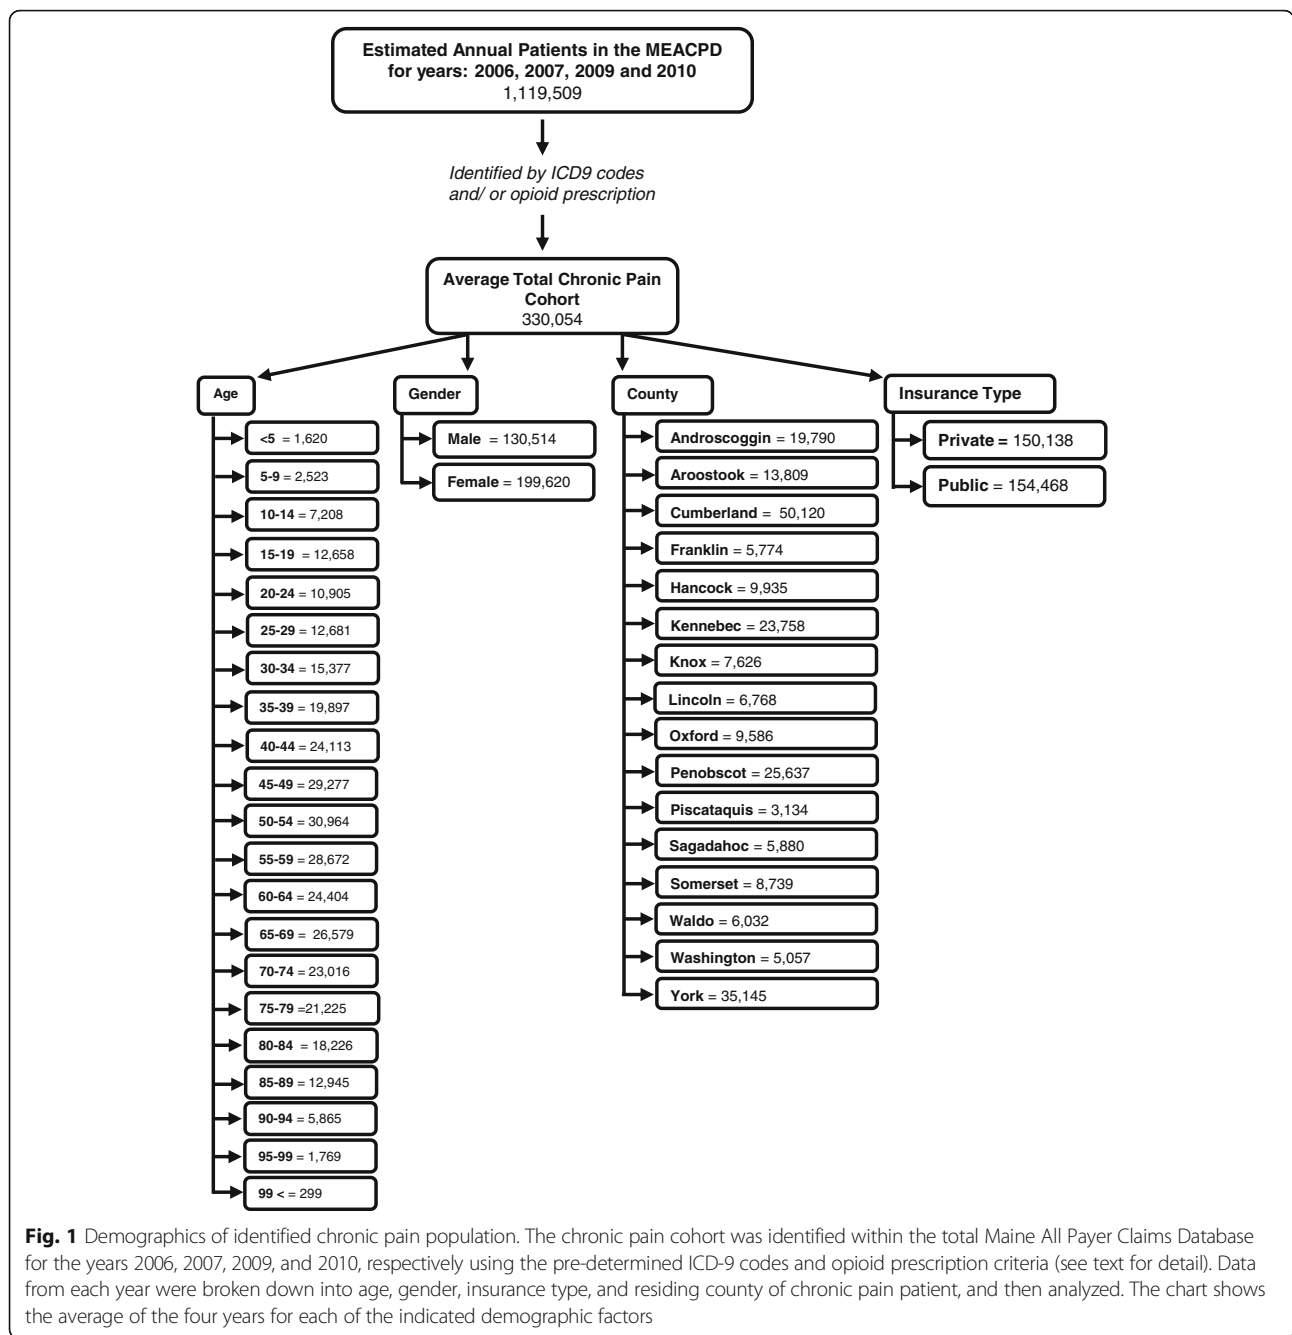 Estimated Annual Patients in the MEACPD
for years: 2006, 2007, 2009 and 2010
1,119,509
Identified by ICD9 codes
and/ or opioid prescription
Average Total Chronic Pain
Cohort
330,054
Age
<5 = 1,620
5-9 = 2,523
10-14 = 7,208
15-19 = 12,658
20-24 = 10,905
25-29 = 12,681
30-34 = 15,377
35-39 = 19,897
40-44 = 24,113
45-49 = 29,277
50-54 = 30,964
55-59 = 28,672
60-64 = 24,404
65-69 = 26,579
70-74 = 23,016
75-79 =21,225
80-84 = 18,226
85-89 = 12,945
90-94 = 5,865
95-99 = 1,769
99 < = 299
Gender
Male = 130,514
Female = 199,620
County
Androscoggin = 19,790
Aroostook = 13,809
Cumberland = 50,120
Franklin = 5,774
Hancock = 9,935
Kennebec = 23,758
Knox = 7,626
Lincoln = 6,768
Oxford = 9,586
Penobscot = 25,637
Piscataquis = 3,134
Sagadahoc = 5,880
Somerset = 8,739
Waldo = 6,032
Washington = 5,057
York = 35,145
Insurance Type
Private = 150,138
Public = 154,468
Fig. 1 Demographics of identified chronic pain population. The chronic pain cohort was identified within the total Maine All Payer Claims Database
for the years 2006, 2007, 2009, and 2010, respectively using the pre-determined ICD-9 codes and opioid prescription criteria (see text for detail). Data
from each year were broken down into age, gender, insurance type, and residing county of chronic pain patient, and then analyzed. The chart shows
the average of the four years for each of the indicated demographic factors